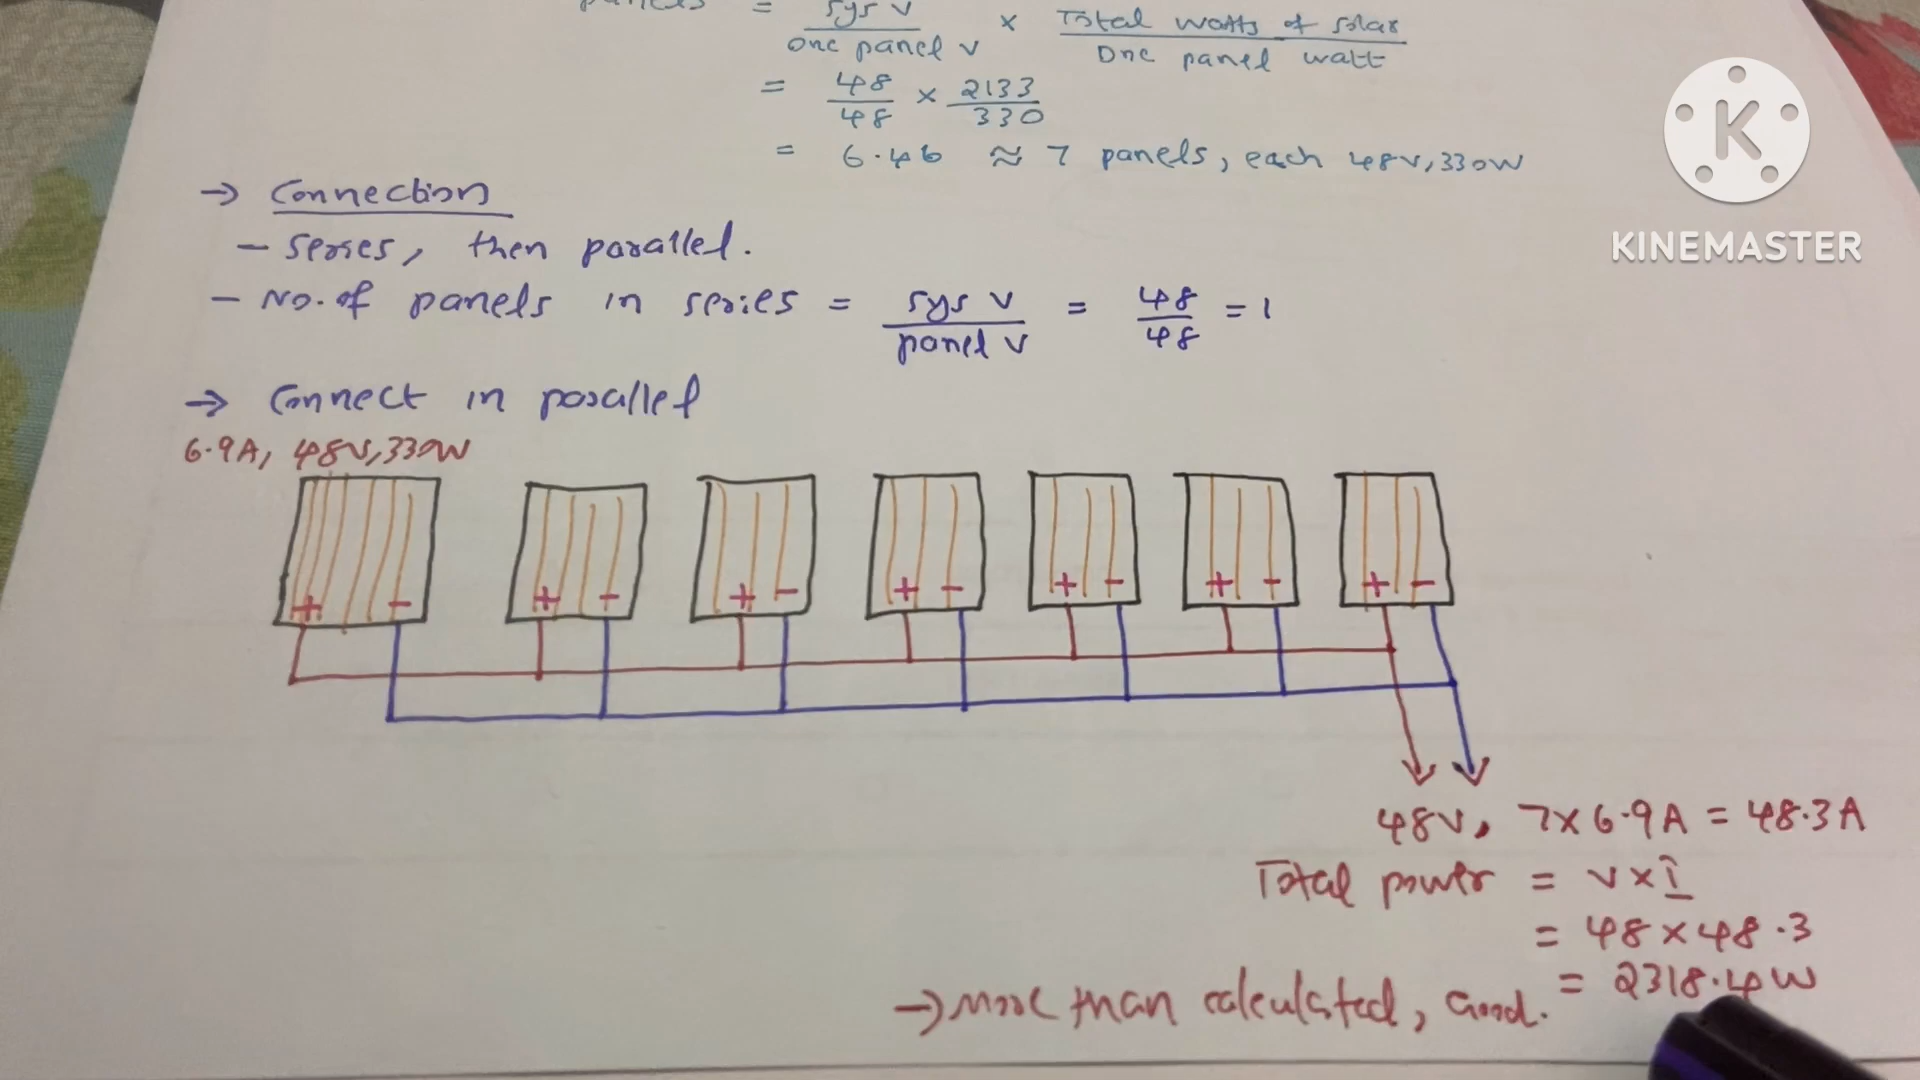 panels = sys v / one panel v × Total watts of solar / One panel watt
= 48/48 × 2133/330
= 6.46 ≈ 7 panels, each 48V, 330W
→ Connection
- Series, then parallel.
- No. of panels in series = sys v / panel v = 48/48 = 1
→ Connect in parallel
6.9A, 48V, 330W
+ - + - + - + - + - + - + -
48V, 7×6.9A = 48.3A
Total power = V×I
= 48×48.3
= 2318.4W
→ More than calculated, Good.
K
KINEMASTER